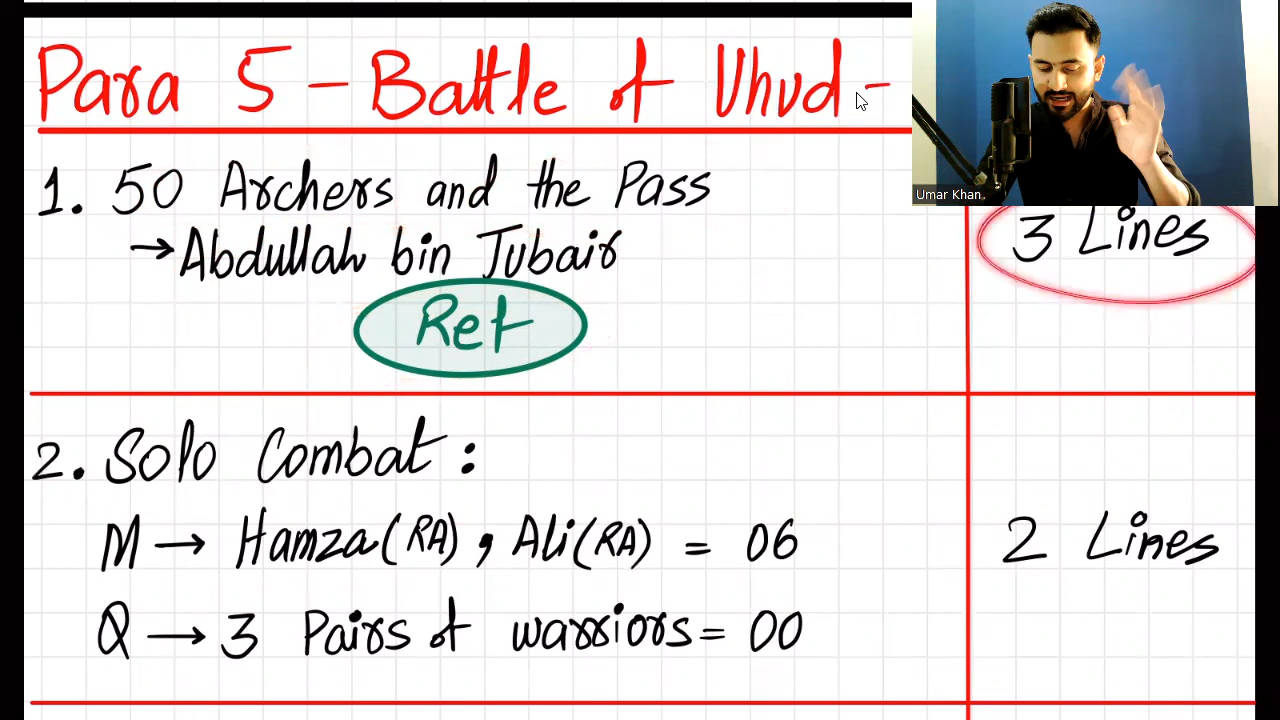 Para 5 - Battle of Uhud -
Umar Khan
1. 50 Archers and the Pass
→ Abdullah bin Jubair
Ref
3 Lines
2. Solo Combat :
M → Hamza (RA) , Ali (RA) = 06
Q → 3 Pairs of warriors = 00
2 Lines